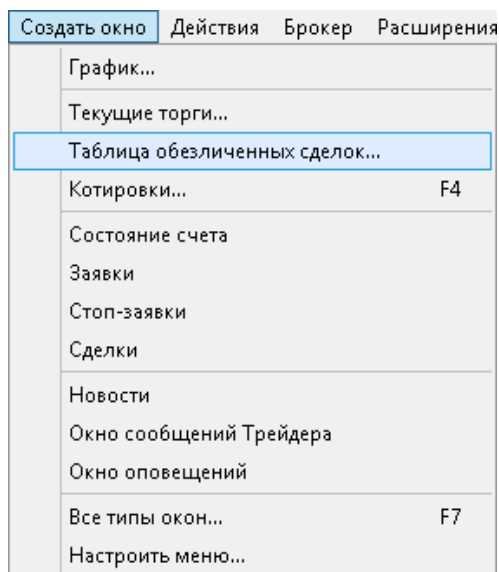 Создать окно Действия Брокер Расширения
График...
Текущие торги...
Таблица обезличенных сделок...
Котировки... F4
Состояние счета
Заявки
Стоп-заявки
Сделки
Новости
Окно сообщений Трейдера
Окно оповещений
Все типы окон... F7
Настроить меню...